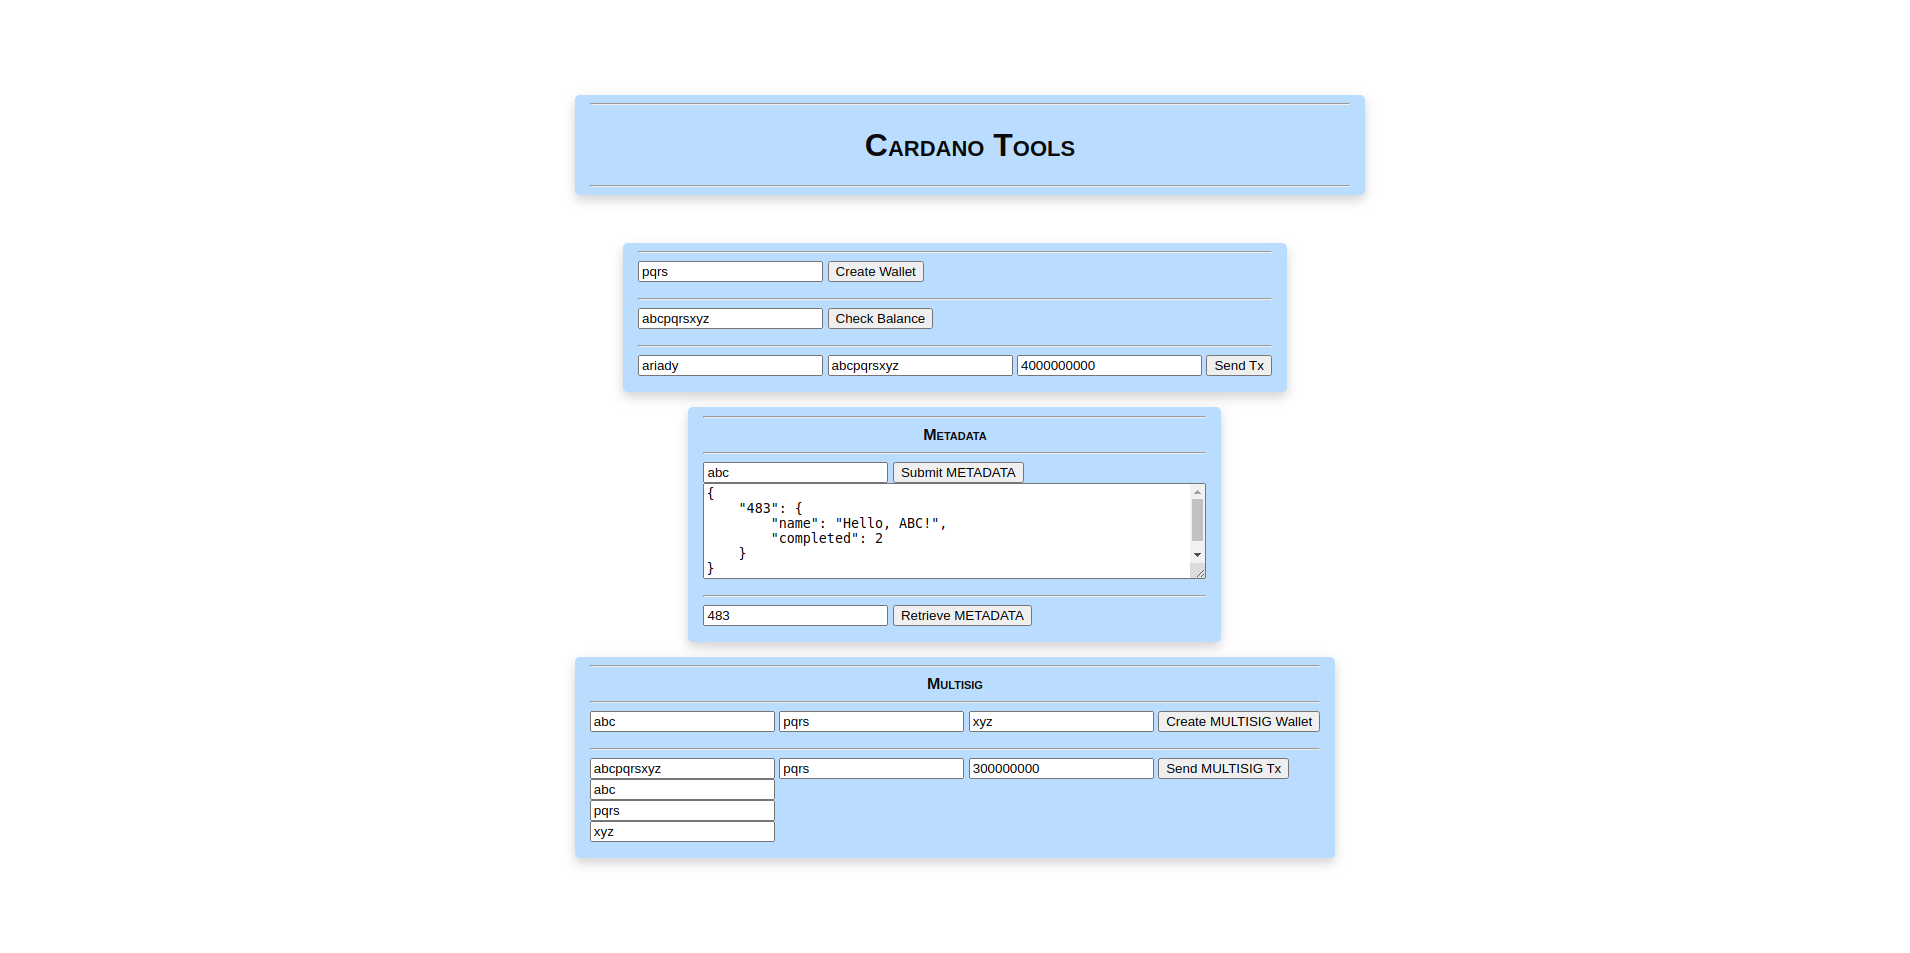 Cardano Tools
pqrs Create Wallet
abcpqrsxyz Check Balance
ariady abcpqrsxyz 4000000000 Send Tx
Metadata
abc Submit METADATA
{
    "483": {
        "name": "Hello, ABC!",
        "completed": 2
    }
}
483 Retrieve METADATA
Multisig
abc pqrs xyz Create MULTISIG Wallet
abcpqrsxyz pqrs 300000000 Send MULTISIG Tx
abc
pqrs
xyz